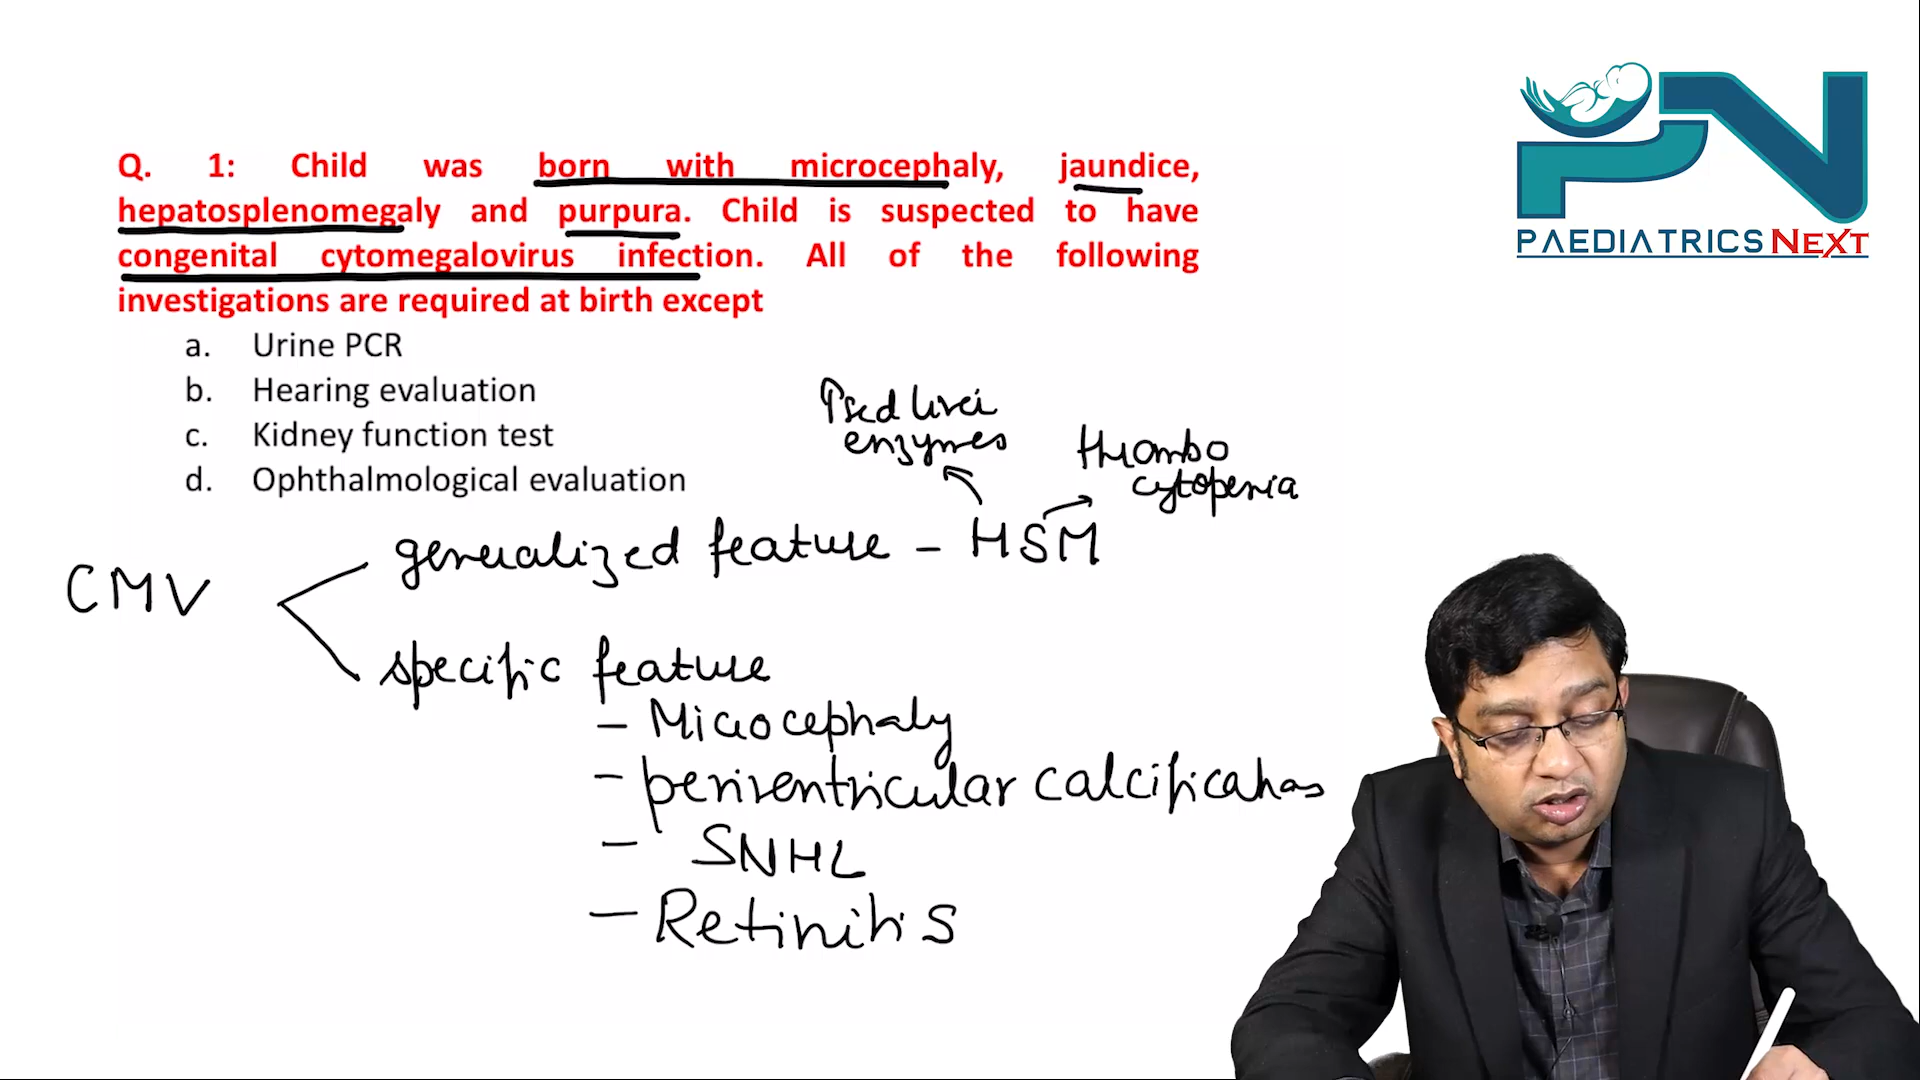 Q. 1: Child was born with microcephaly, jaundice,
hepatosplenomegaly and purpura. Child is suspected to have
congenital cytomegalovirus infection. All of the following
investigations are required at birth except
a. Urine PCR
b. Hearing evaluation
c. Kidney function test
d. Ophthalmological evaluation
PAEDIATRICS NEXT
↑sed liver
enzymes
thrombo
cytopenia
generalized feature - HSM
CMV
specific feature
- Microcephaly
- periventricular calcifications
- SNHL
- Retinitis